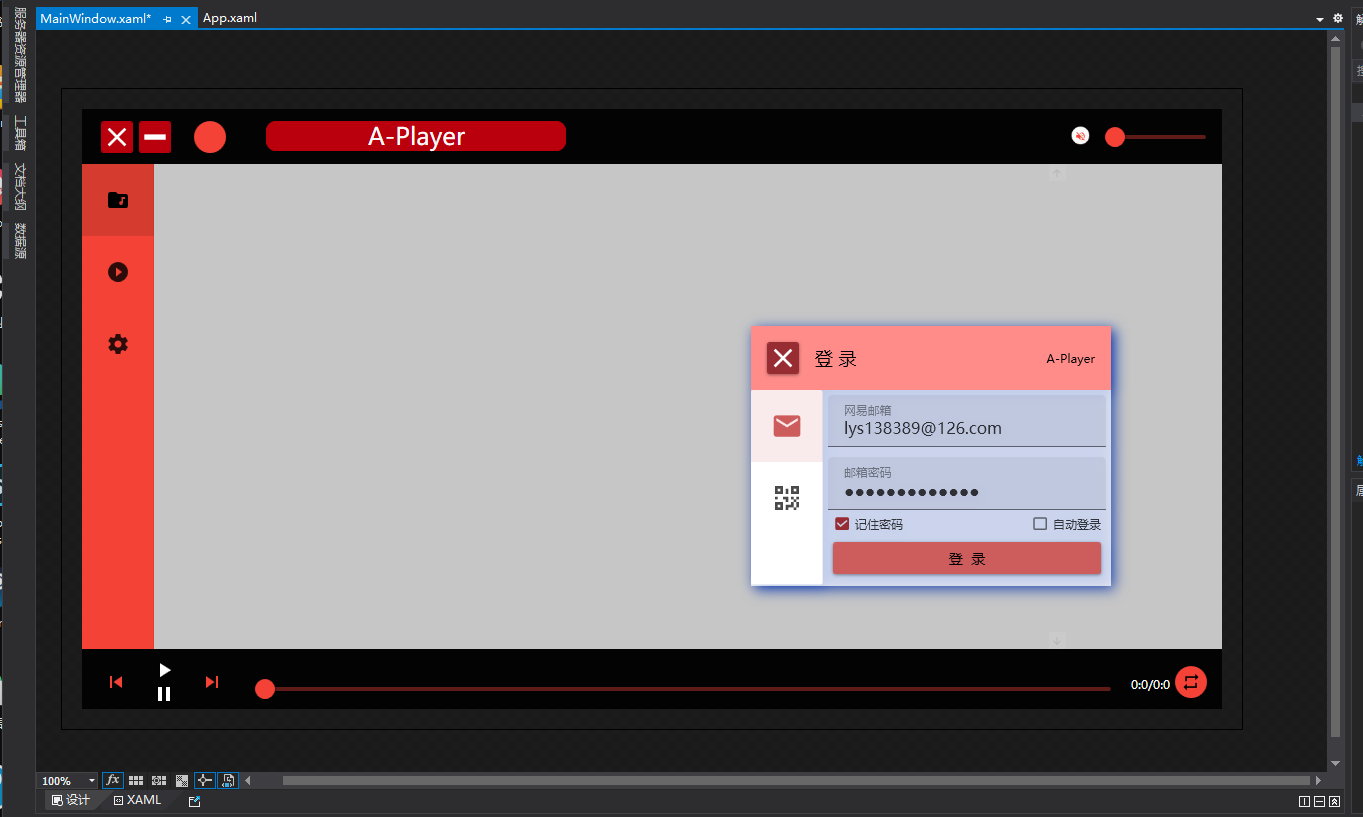 MainWindow.xaml*
App.xaml
服务器资源管理器
工具箱
文档大纲
数据源
A-Player
登 录
A-Player
网易邮箱
lys138389@126.com
邮箱密码
●●●●●●●●●●●●●
记住密码
自动登录
登 录
0:0/0:0
100%
fx
设计
XAML